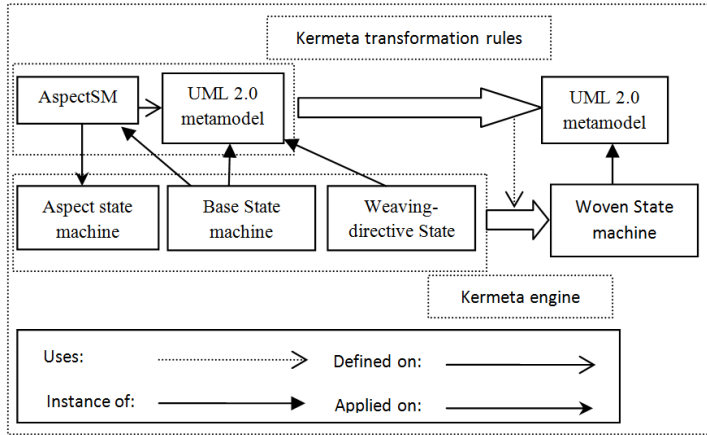 Kermeta transformation rules
AspectSM
UML 2.0
metamodel
UML 2.0
metamodel
Aspect state
machine
Base State
machine
Weaving-
directive State
Woven State
machine
Kermeta engine
Uses:
Defined on:
Instance of:
Applied on: